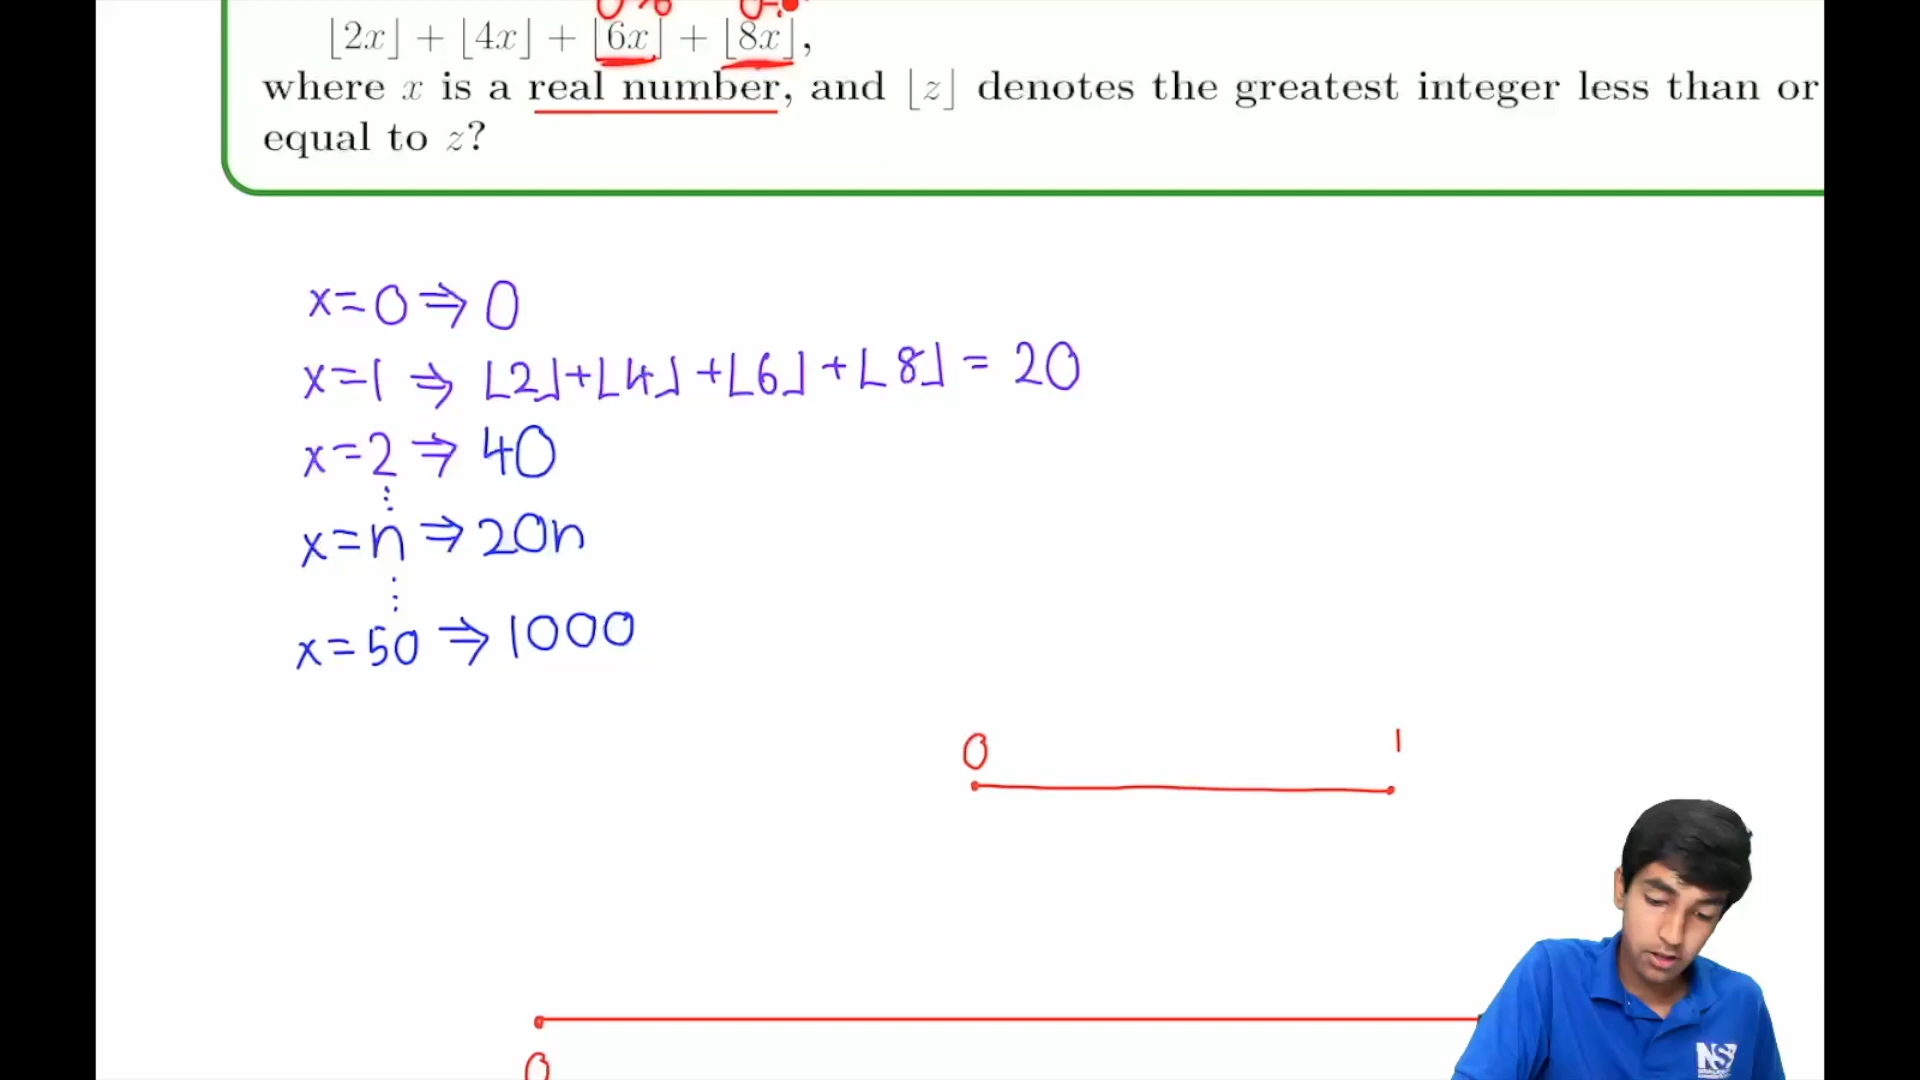 ⌊2x⌋ + ⌊4x⌋ + ⌊6x⌋ + ⌊8x⌋,
where x is a real number, and ⌊z⌋ denotes the greatest integer less than or
equal to z?
x=0⇒0
x=1 ⇒ ⌊2⌋+⌊4⌋+⌊6⌋+⌊8⌋ = 20
x=2 ⇒ 40
⋮
x=n ⇒ 20n
⋮
x=50 ⇒ 1000
0 1
0
NS